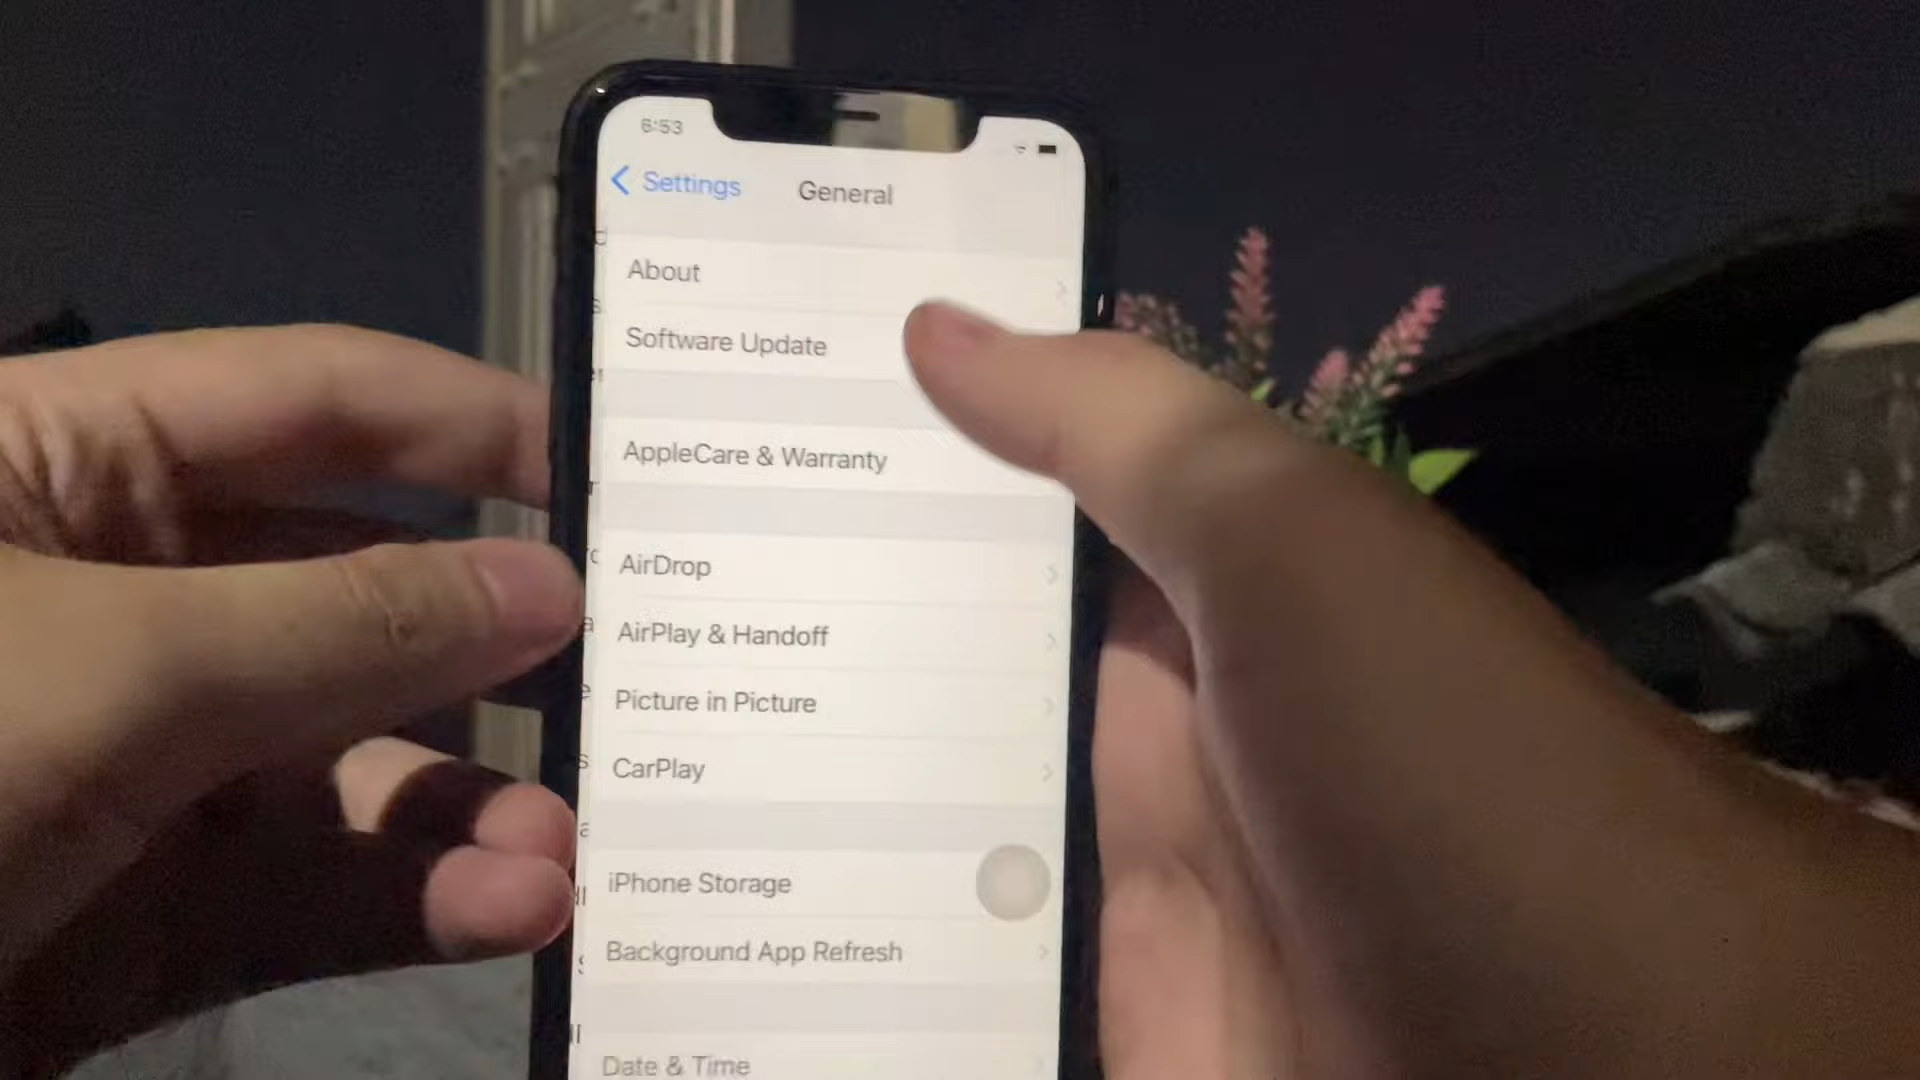 6:53
Settings
General
About
Software Update
AppleCare & Warranty
AirDrop
AirPlay & Handoff
Picture in Picture
CarPlay
iPhone Storage
Background App Refresh
Date & Time